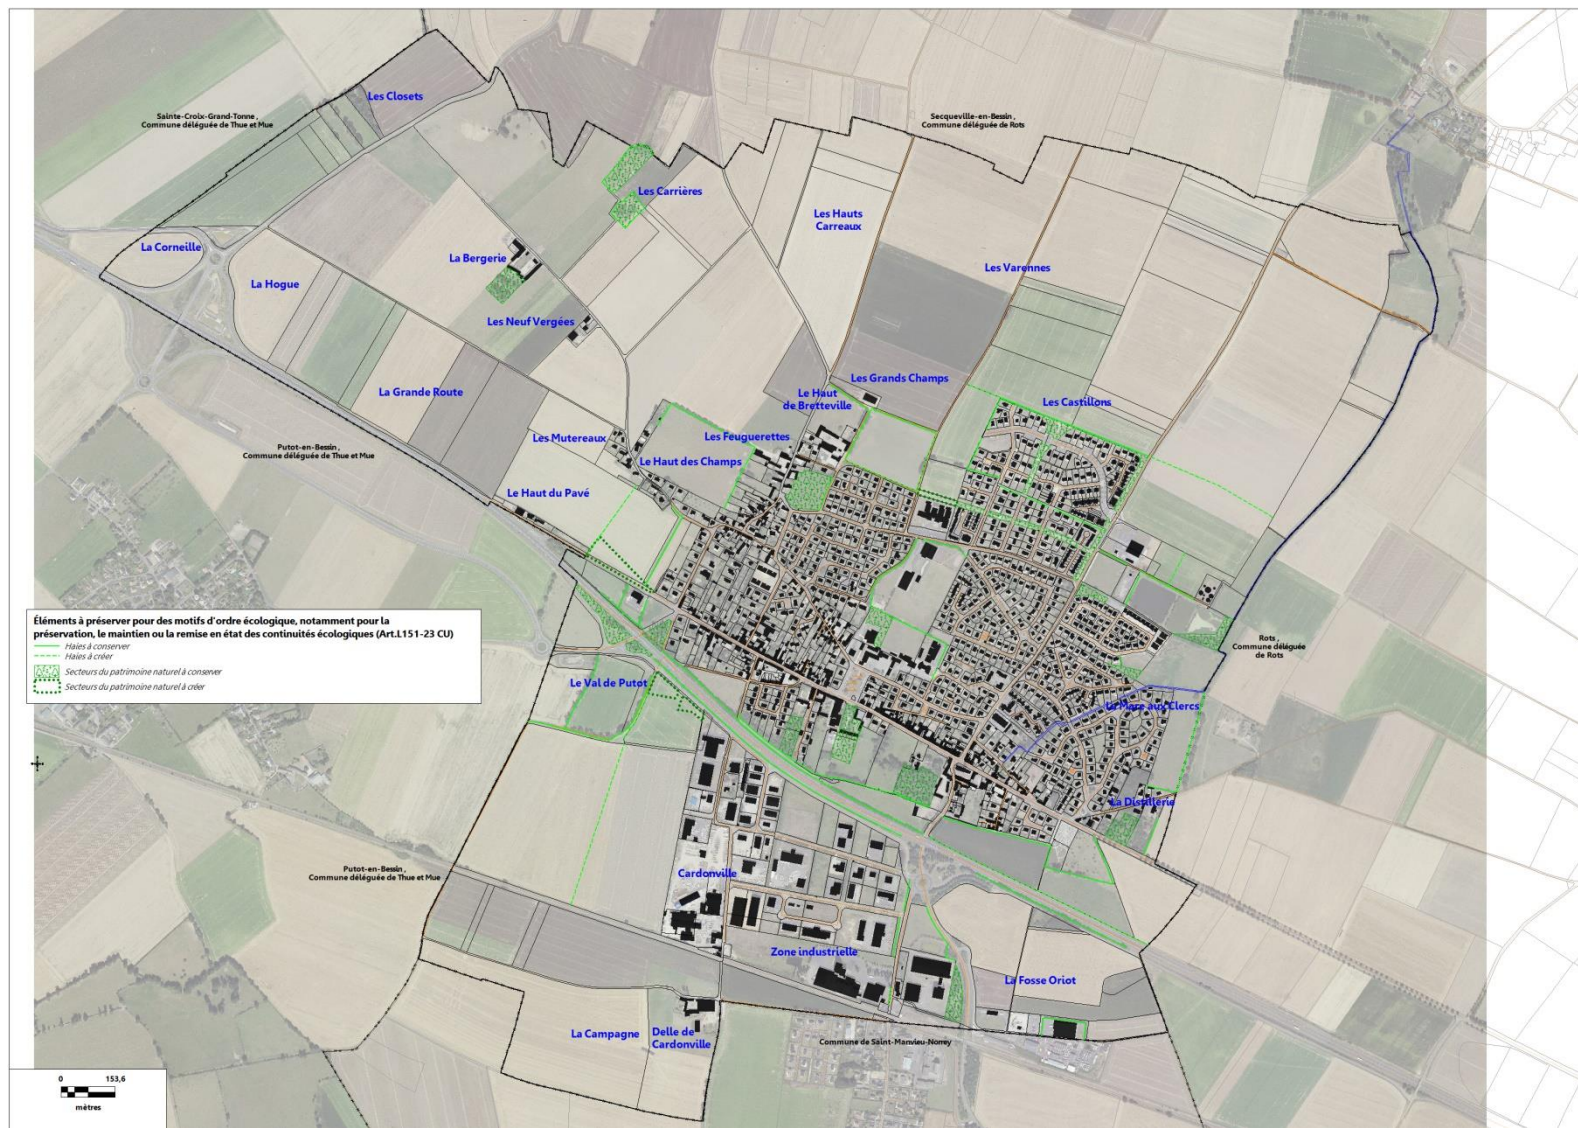 Les Closets
Sainte-Croix-Grand-Tonne ,
Commune déléguée de Thue et Mue
Secqueville-en-Bessin ,
Commune déléguée de Rots
Les Carrières
Les Hauts
Carreaux
La Corneille
La Bergerie
Les Varennes
La Hogue
Les Neuf Vergées
La Grande Route
Les Grands Champs
Le Haut
de Bretteville
Les Castillons
Les Mutereaux
Les Feuguerettes
Putot-en-Bessin ,
Commune déléguée de Thue et Mue
Le Haut des Champs
Le Haut du Pavé
Éléments à préserver pour des motifs d'ordre écologique, notamment pour la
préservation, le maintien ou la remise en état des continuités écologiques (Art.L151-23 CU)
Haies à conserver
Haies à créer
Secteurs du patrimoine naturel à conserver
Secteurs du patrimoine naturel à créer
Rots ,
Commune déléguée
de Rots
Le Val de Putot
La Mare aux Clercs
La Distillerie
Putot-en-Bessin ,
Commune déléguée de Thue et Mue
Cardonville
Zone industrielle
La Fosse Oriot
La Campagne
Delle de
Cardonville
Commune de Saint-Manvieu-Norrey
0 153,6
mètres